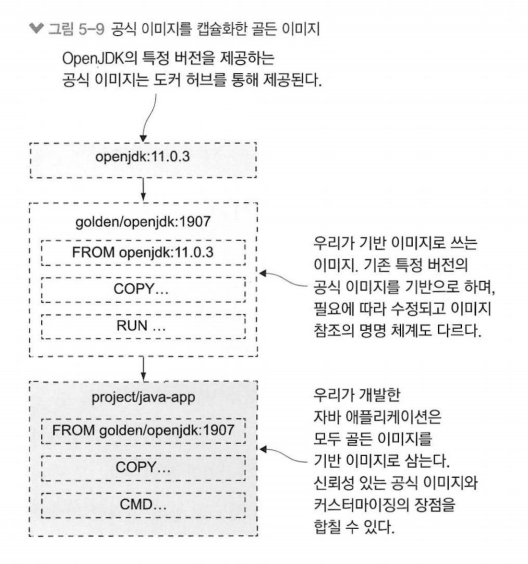 그림 5-9 공식 이미지를 캡슐화한 골든 이미지
OpenJDK의 특정 버전을 제공하는
공식 이미지는 도커 허브를 통해 제공된다.
openjdk:11.0.3
golden/openjdk:1907
FROM openjdk:11.0.3
COPY...
RUN ...
우리가 기반 이미지로 쓰는
이미지. 기존 특정 버전의
공식 이미지를 기반으로 하며,
필요에 따라 수정되고 이미지
참조의 명명 체계도 다르다.
project/java-app
FROM golden/openjdk:1907
COPY...
CMD...
우리가 개발한
자바 애플리케이션은
모두 골든 이미지를
기반 이미지로 삼는다.
신뢰성 있는 공식 이미지와
커스터마이징의 장점을
합칠 수 있다.